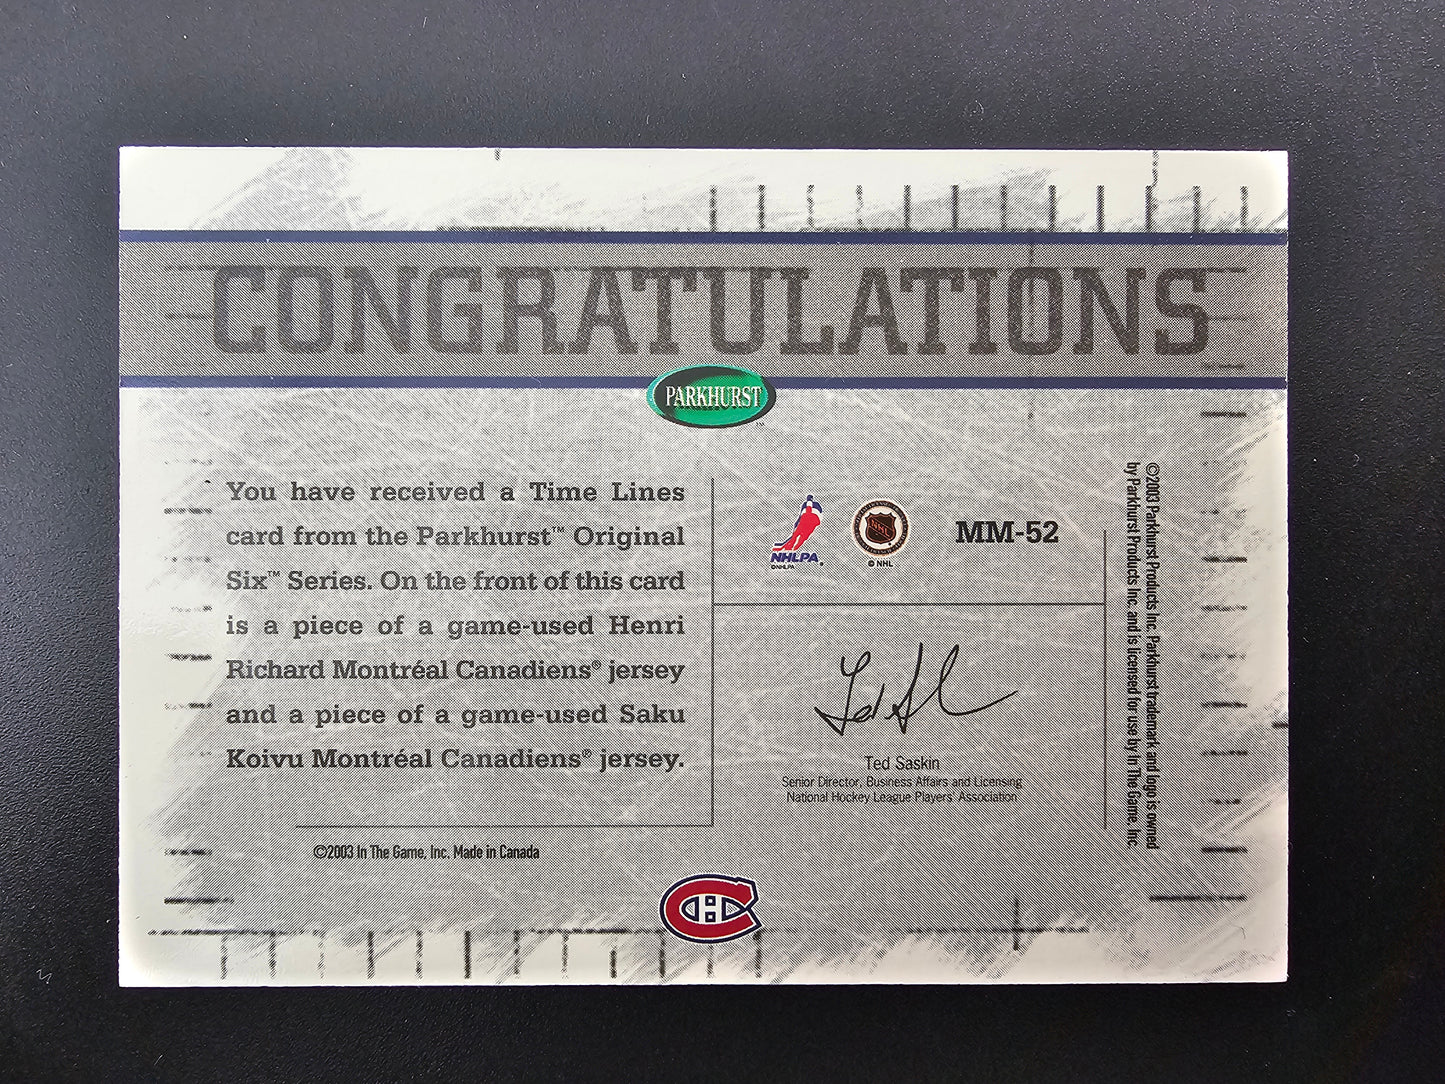 CONGRATULATIONS
PARKHURST™
You have received a Time Lines
card from the Parkhurst™ Original
Six™ Series. On the front of this card
is a piece of a game-used Henri
Richard Montréal Canadiens® jersey
and a piece of a game-used Saku
Koivu Montréal Canadiens® jersey.
©2003 In The Game, Inc. Made in Canada
NHLPA®
©NHLPA
NHL
© NHL
MM-52
Ted Saskin
Senior Director, Business Affairs and Licensing
National Hockey League Players' Association
©2003 Parkhurst Products Inc. Parkhurst trademark and logo is owned
by Parkhurst Products Inc. and is licensed for use by In The Game, Inc.
CH